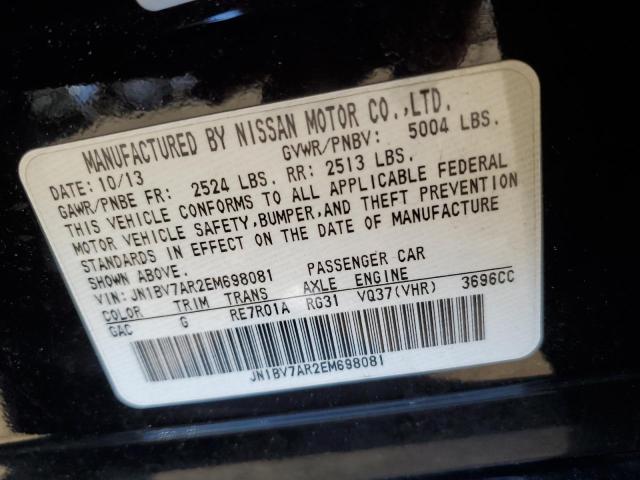 MANUFACTURED BY NISSAN MOTOR CO.,LTD.
DATE: 10/13 GVWR/PNBV: 5004 LBS.
GAWR/PNBE FR: 2524 LBS. RR: 2513 LBS.
THIS VEHICLE CONFORMS TO ALL APPLICABLE FEDERAL
MOTOR VEHICLE SAFETY,BUMPER,AND THEFT PREVENTION
STANDARDS IN EFFECT ON THE DATE OF MANUFACTURE
SHOWN ABOVE.
VIN: JN1BV7AR2EM698081 PASSENGER CAR
COLOR TRIM TRANS AXLE ENGINE
GAC G RE7R01A RG31 VQ37(VHR) 3696CC
JN1BV7AR2EM698081